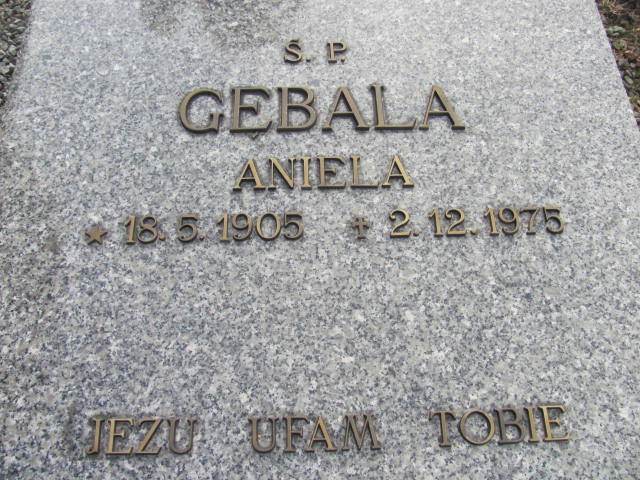 Ś. P.
GĘBALA
ANIELA
★ 18. 5. 1905 ✝ 2. 12. 1975
JEZU UFAM TOBIE